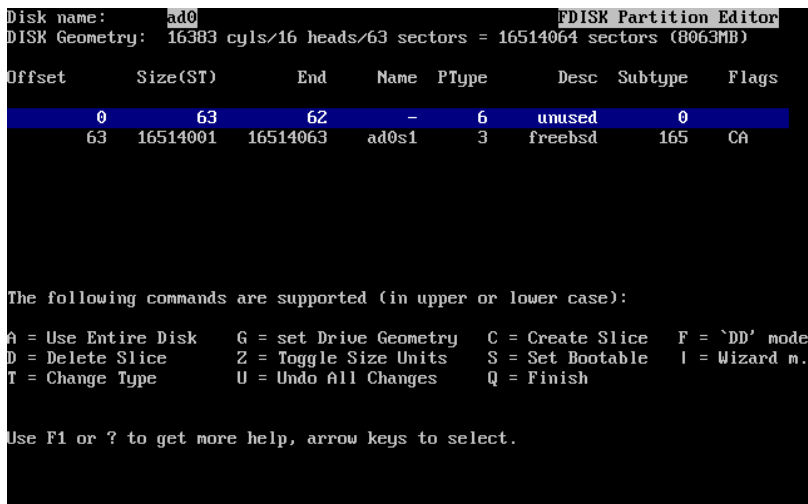 Disk name:      ad0                                    FDISK Partition Editor
DISK Geometry:  16383 cyls/16 heads/63 sectors = 16514064 sectors (8063MB)
Offset       Size(ST)        End     Name  PType       Desc  Subtype    Flags
0         63         62        -      6     unused        0
63   16514001   16514063    ad0s1      3    freebsd      165    CA
The following commands are supported (in upper or lower case):
A = Use Entire Disk    G = set Drive Geometry   C = Create Slice   F = `DD' mode
D = Delete Slice       Z = Toggle Size Units    S = Set Bootable   | = Wizard m.
T = Change Type        U = Undo All Changes     Q = Finish
Use F1 or ? to get more help, arrow keys to select.